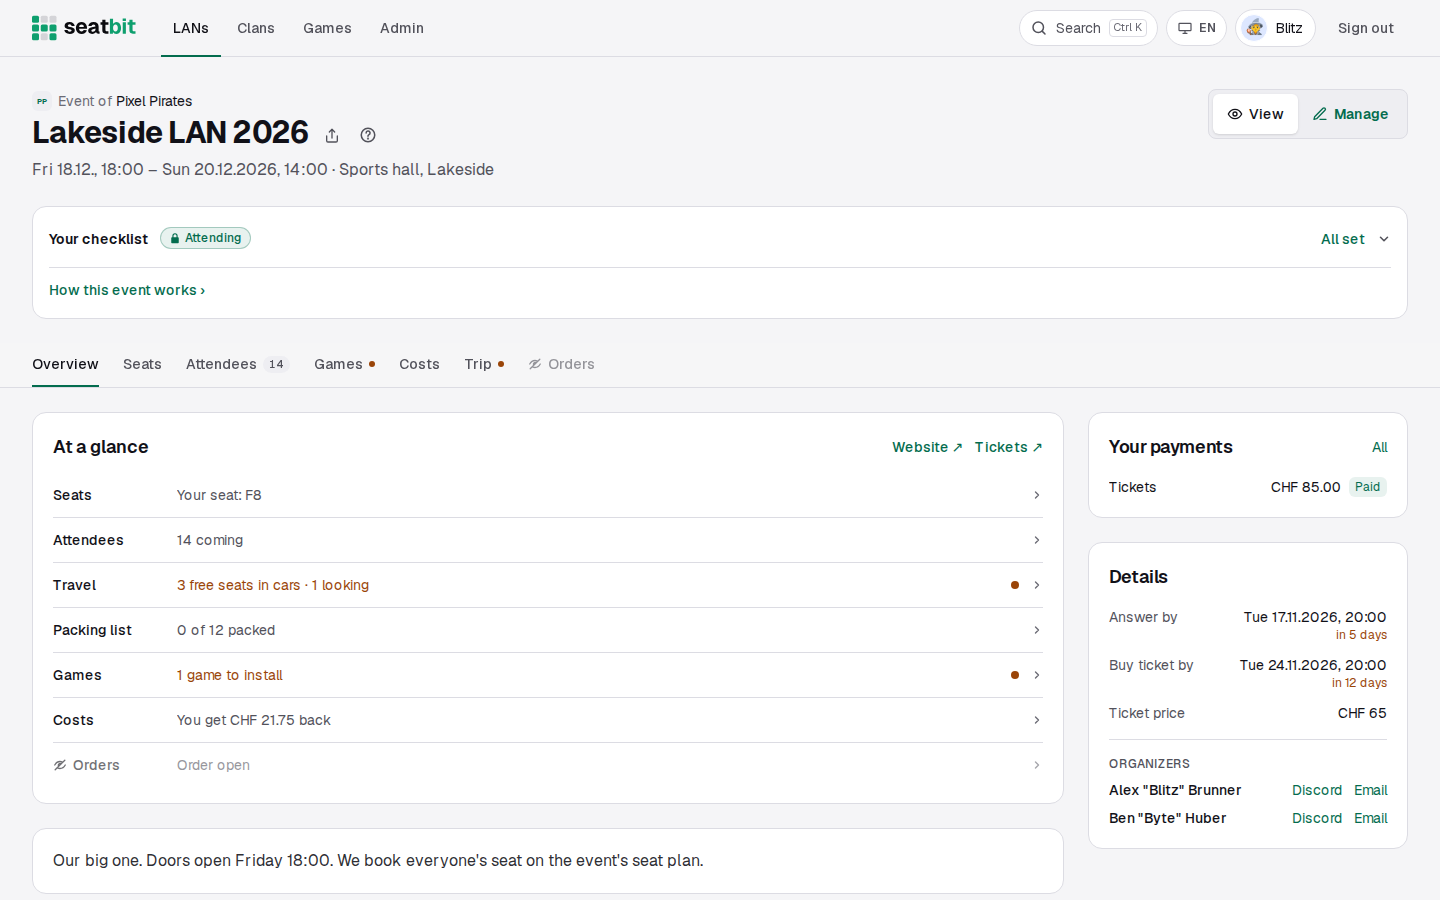 seatbit
LANs
Clans
Games
Admin
Search Ctrl K
EN
Blitz
Sign out
PP Event of Pixel Pirates
Lakeside LAN 2026
View
Manage
Fri 18.12., 18:00 – Sun 20.12.2026, 14:00 · Sports hall, Lakeside
Your checklist Attending
All set
How this event works ›
Overview
Seats
Attendees 14
Games
Costs
Trip
Orders
At a glance
Website ↗ Tickets ↗
Seats Your seat: F8
Attendees 14 coming
Travel 3 free seats in cars · 1 looking
Packing list 0 of 12 packed
Games 1 game to install
Costs You get CHF 21.75 back
Orders Order open
Our big one. Doors open Friday 18:00. We book everyone's seat on the event's seat plan.
Your payments All
Tickets CHF 85.00 Paid
Details
Answer by Tue 17.11.2026, 20:00
in 5 days
Buy ticket by Tue 24.11.2026, 20:00
in 12 days
Ticket price CHF 65
ORGANIZERS
Alex "Blitz" Brunner Discord Email
Ben "Byte" Huber Discord Email